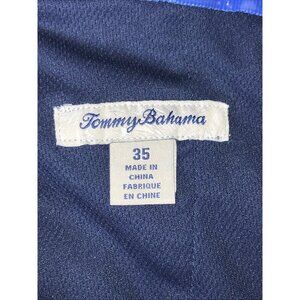 Tommy Bahama
35
MADE IN
CHINA
FABRIQUE
EN CHINE